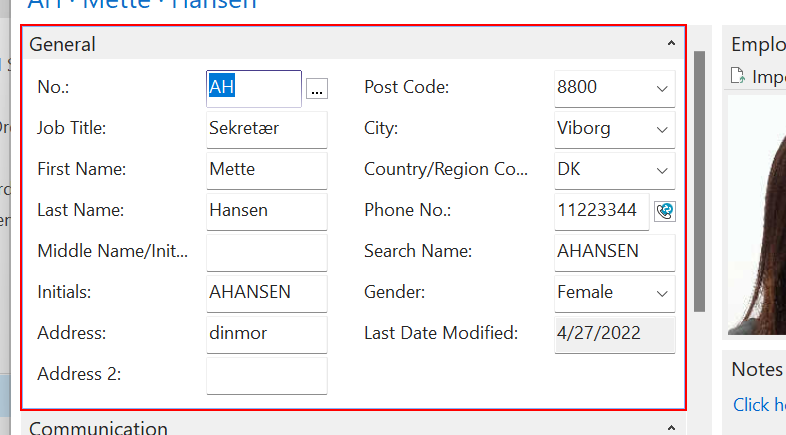 AH · Mette · Hansen
General
No.: AH ... Post Code: 8800
Job Title: Sekretær City: Viborg
First Name: Mette Country/Region Co... DK
Last Name: Hansen Phone No.: 11223344
Middle Name/Init... Search Name: AHANSEN
Initials: AHANSEN Gender: Female
Address: dinmor Last Date Modified: 4/27/2022
Address 2:
Communication
Emplo
Impo
Notes
Click h